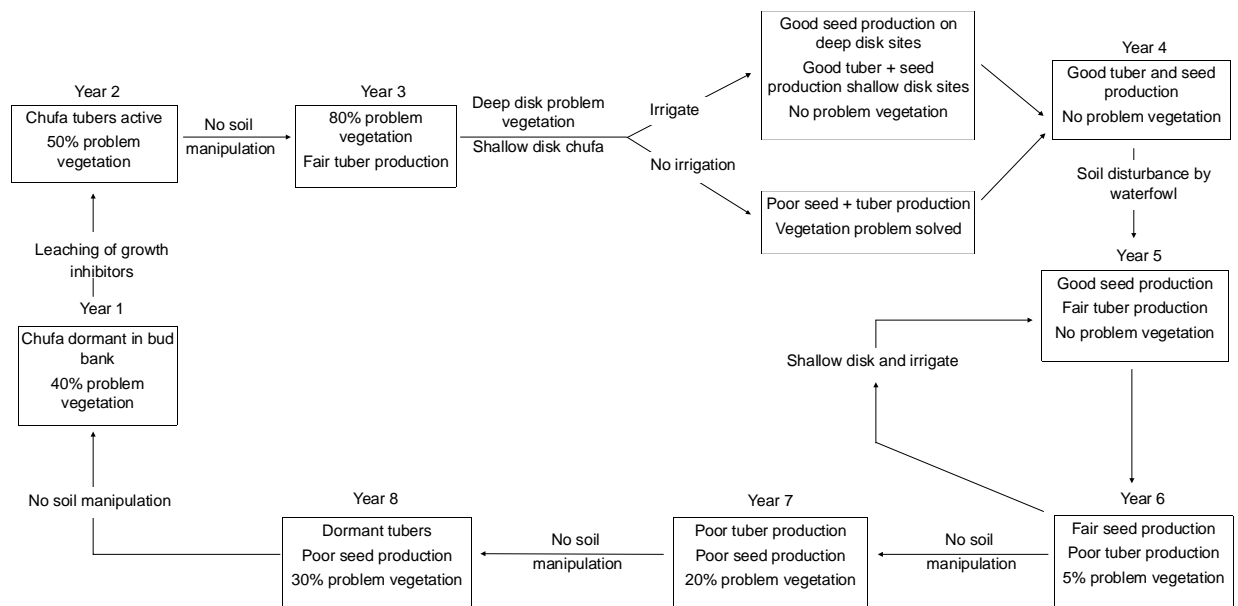 Year 1
Chufa dormant in bud
bank
40% problem
vegetation
Leaching of growth
inhibitors
Year 2
Chufa tubers active
50% problem
vegetation
No soil
manipulation
Year 3
80% problem
vegetation
Fair tuber production
Deep disk problem
vegetation
Shallow disk chufa
Irrigate
Good seed production on
deep disk sites
Good tuber + seed
production shallow disk sites
No problem vegetation
No irrigation
Poor seed + tuber production
Vegetation problem solved
Year 4
Good tuber and seed
production
No problem vegetation
Soil disturbance by
waterfowl
Year 5
Good seed production
Fair tuber production
No problem vegetation
Shallow disk and irrigate
Year 6
Fair seed production
Poor tuber production
5% problem vegetation
No soil
manipulation
Year 7
Poor tuber production
Poor seed production
20% problem vegetation
No soil
manipulation
Year 8
Dormant tubers
Poor seed production
30% problem vegetation
No soil manipulation